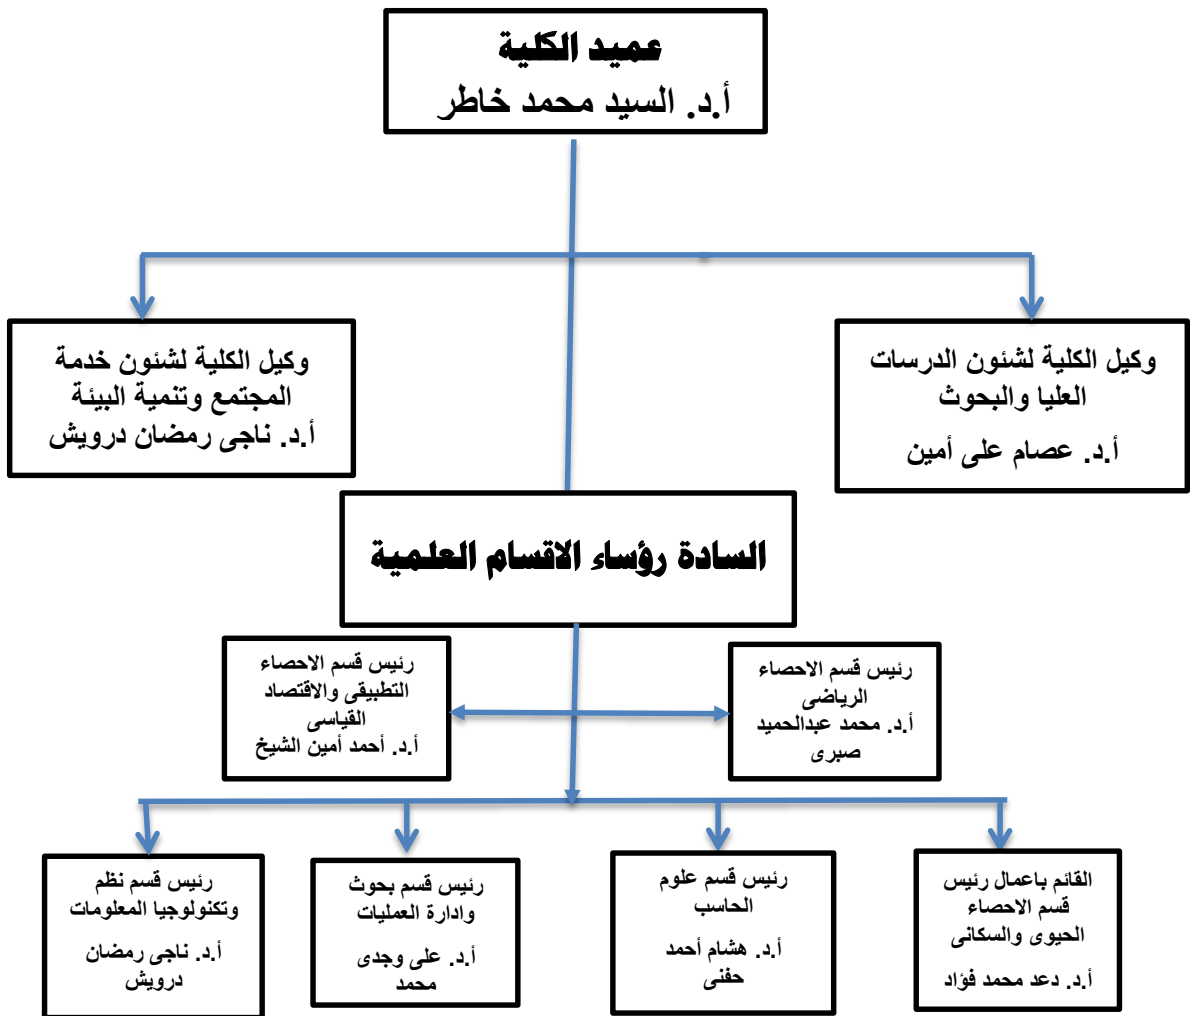 عميد الكلية
أ.د. السيد محمد خاطر
وكيل الكلية لشئون الدرسات
العليا والبحوث
أ.د. عصام على أمين
وكيل الكلية لشئون خدمة
المجتمع وتنمية البيئة
أ.د. ناجى رمضان درويش
السادة رؤساء الاقسام العلمية
رئيس قسم الاحصاء
الرياضى
أ.د. محمد عبدالحميد
صبرى
رئيس قسم الاحصاء
التطبيقى والاقتصاد
القياسى
أ.د. أحمد أمين الشيخ
القائم باعمال رئيس
قسم الاحصاء
الحيوى والسكانى
أ.د. دعد محمد فؤاد
رئيس قسم علوم
الحاسب
أ.د. هشام أحمد
حفنى
رئيس قسم بحوث
وادارة العمليات
أ.د. على وجدى
محمد
رئيس قسم نظم
وتكنولوجيا المعلومات
أ.د. ناجى رمضان
درويش